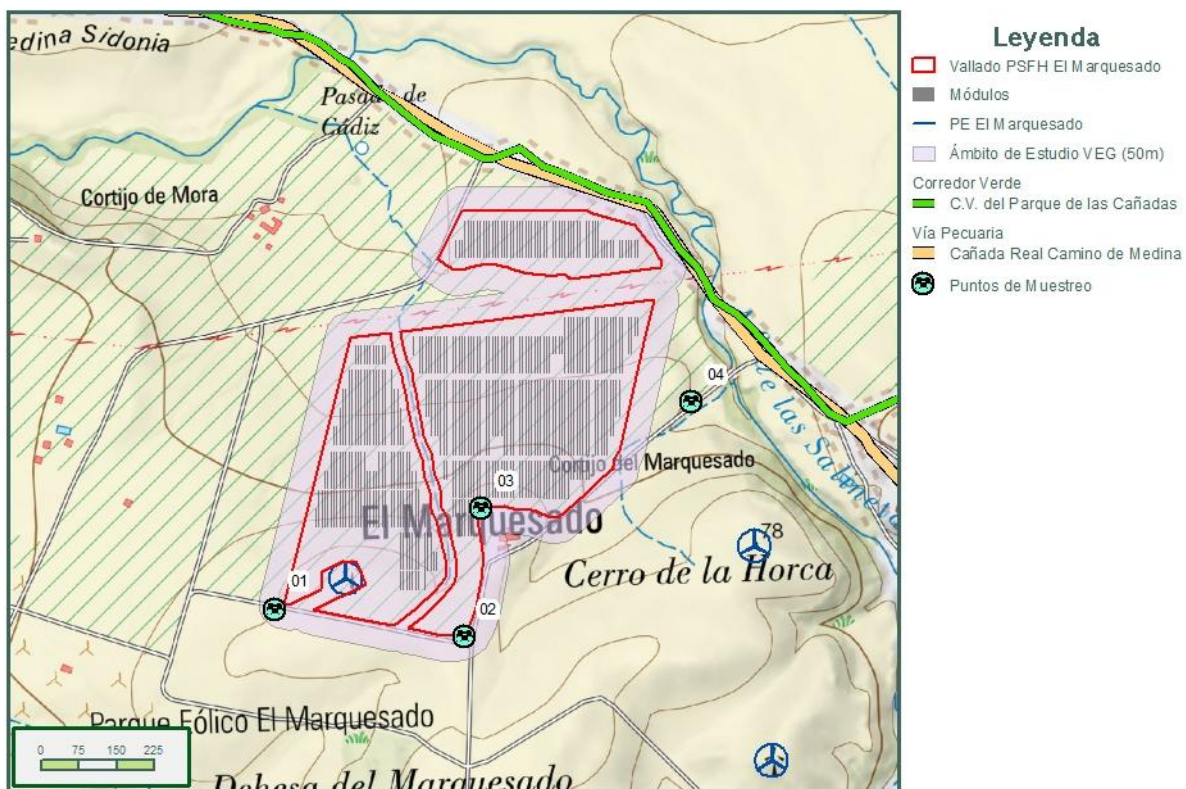 edina Sidonia
Pasada de
Cádiz
Cortijo de Mora
04
Cortijo del Marquesado
03
El Marquesado
78
Cerro de la Horca
01
02
Parque Eólico El Marquesado
0 75 150 225
Dehesa del Marquesado
de las Saliner
Leyenda
Vallado PSFH El Marquesado
Módulos
PE El Marquesado
Ámbito de Estudio VEG (50m)
Corredor Verde
C.V. del Parque de las Cañadas
Vía Pecuaria
Cañada Real Camino de Medina
Puntos de Muestreo